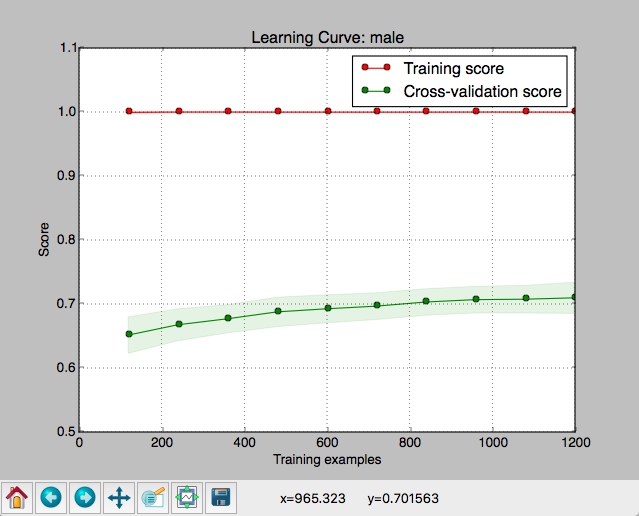 Learning Curve: male
1.1
1.0
0.9
0.8
0.7
0.6
0.5
Score
Training score
Cross-validation score
0 200 400 600 800 1000 1200
Training examples
x=965.323 y=0.701563